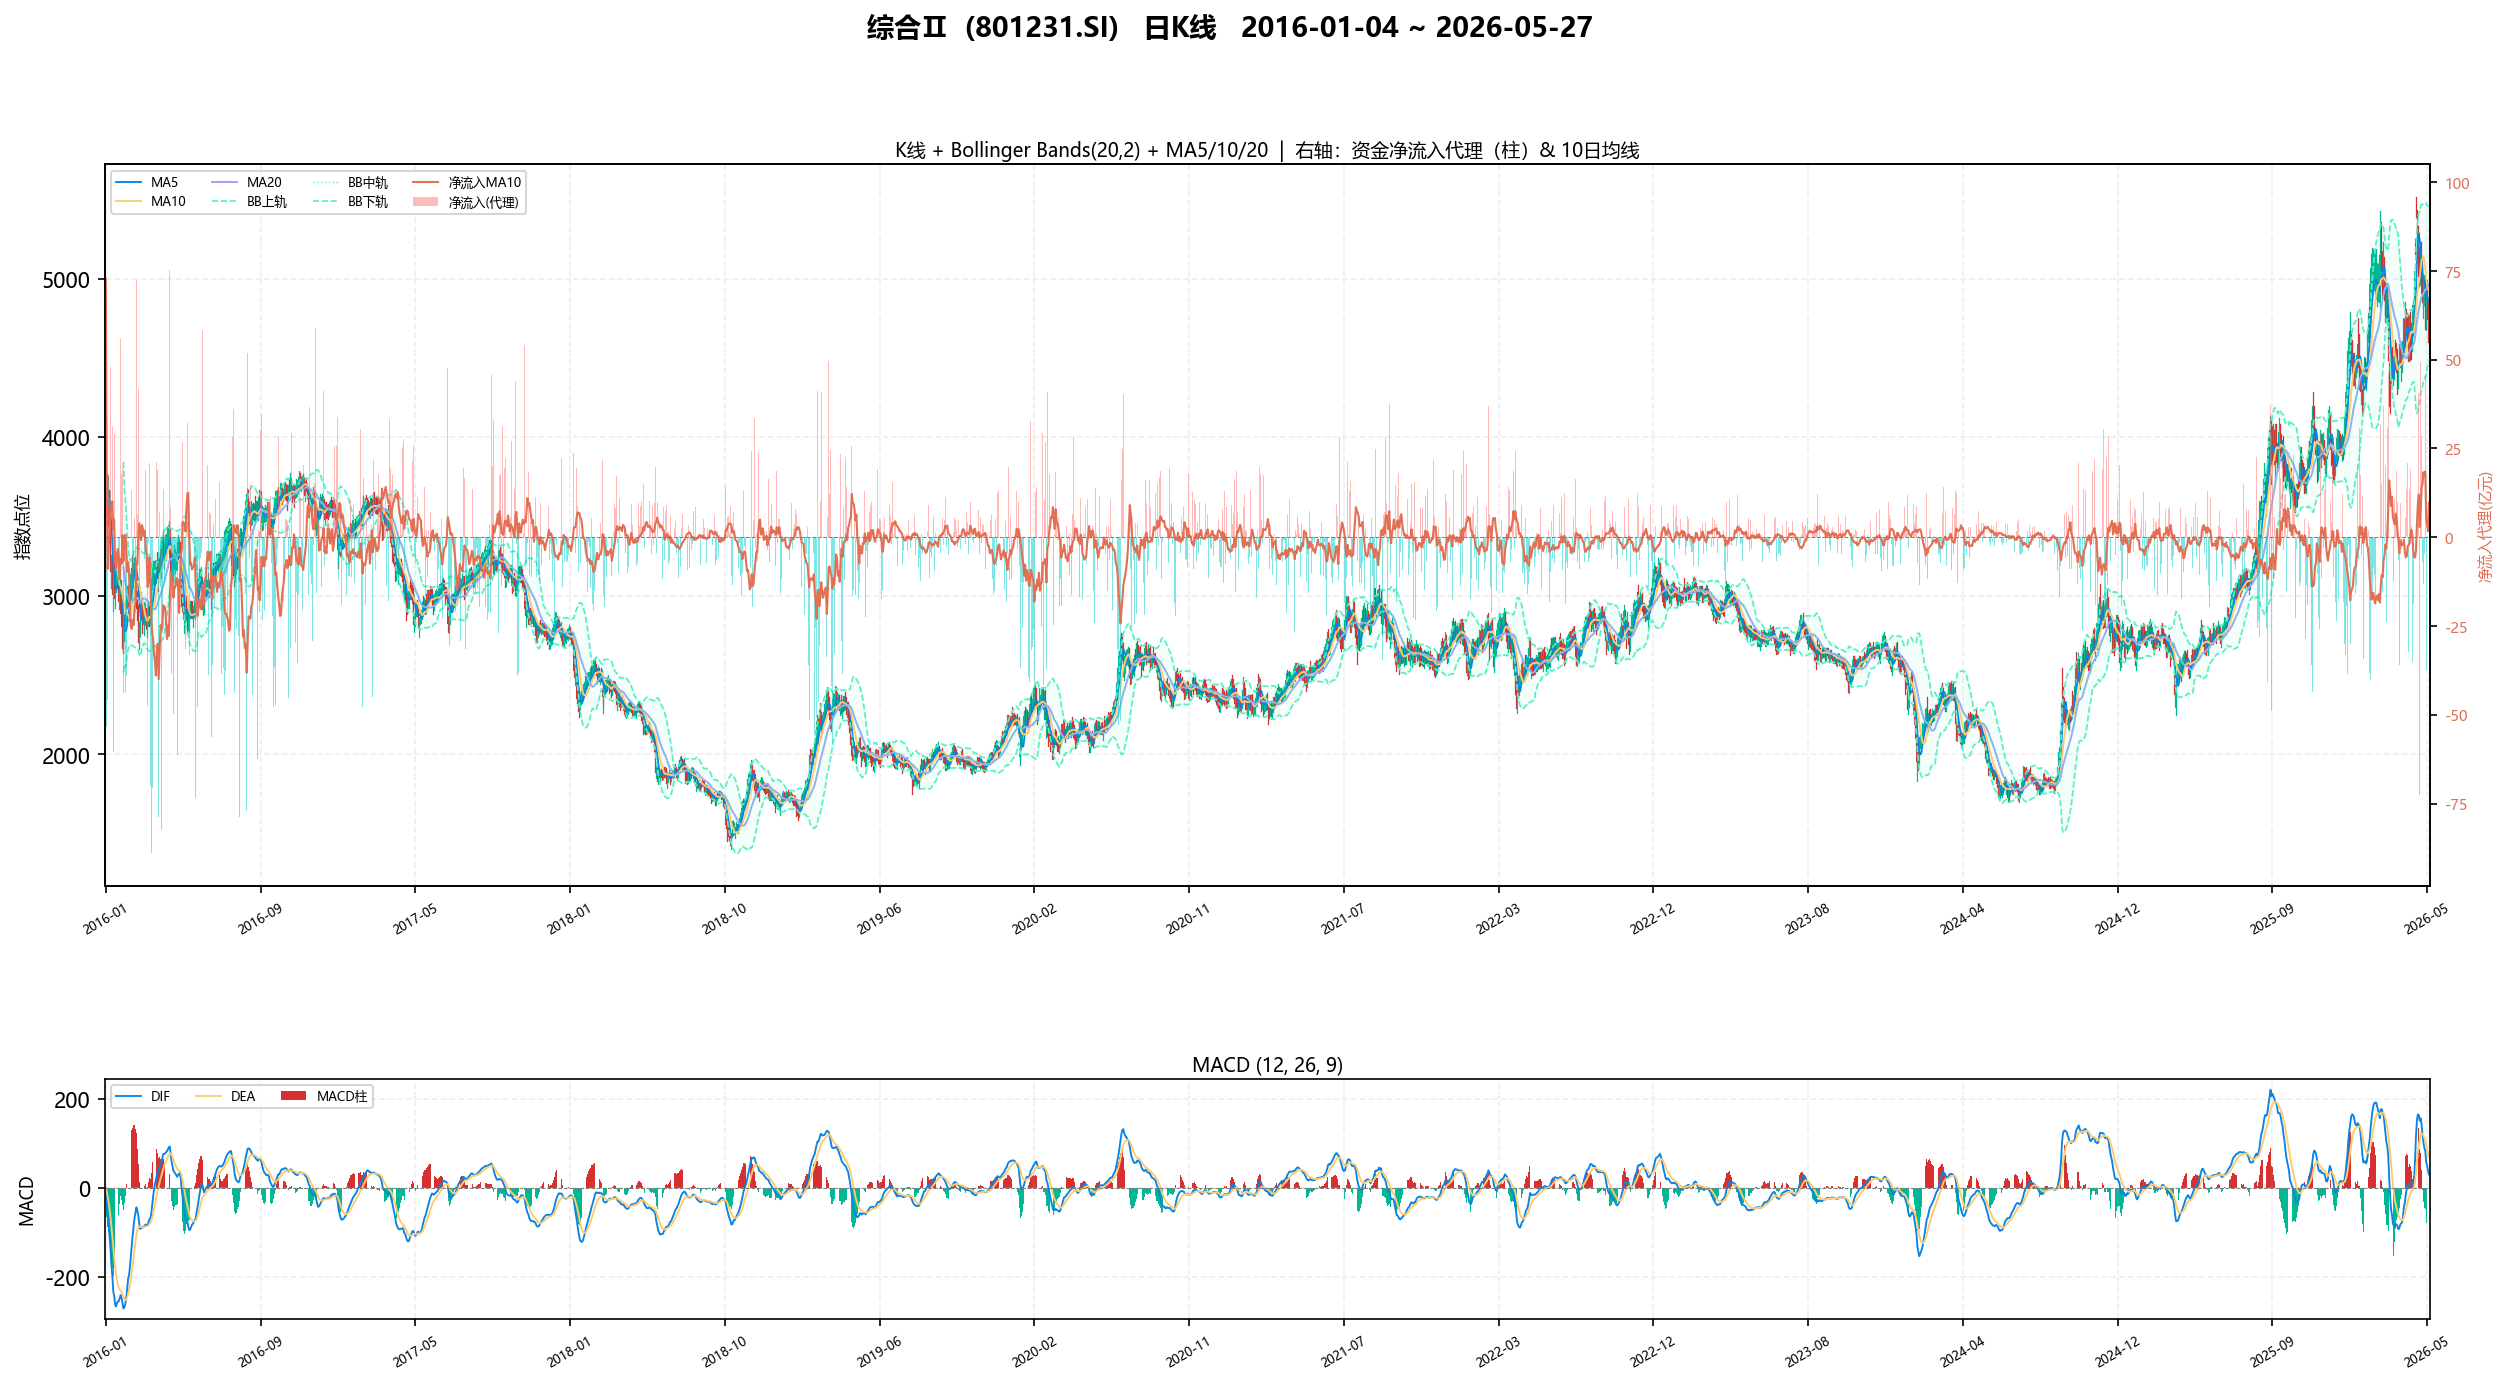 综合Ⅱ (801231.SI) 日K线 2016-01-04 ~ 2026-05-27
K线 + Bollinger Bands(20,2) + MA5/10/20 | 右轴：资金净流入代理（柱）& 10日均线
MA5 MA20 BB中轨 净流入MA10
MA10 BB上轨 BB下轨 净流入(代理)
指数点位
5000
4000
3000
2000
100
75
50
25
0
-25
-50
-75
净流入代理(亿元)
2016-01 2016-09 2017-05 2018-01 2018-10 2019-06 2020-02 2020-11 2021-07 2022-03 2022-12 2023-08 2024-04 2024-12 2025-09 2026-05
MACD (12, 26, 9)
DIF DEA MACD柱
MACD
200
0
-200
2016-01 2016-09 2017-05 2018-01 2018-10 2019-06 2020-02 2020-11 2021-07 2022-03 2022-12 2023-08 2024-04 2024-12 2025-09 2026-05